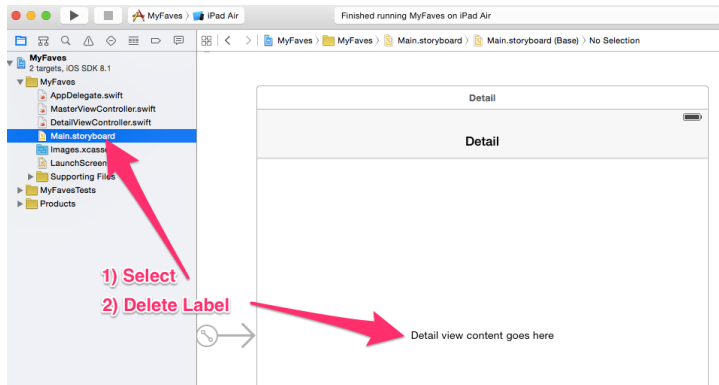 MyFaves › iPad Air
Finished running MyFaves on iPad Air
MyFaves › MyFaves › Main.storyboard › Main.storyboard (Base) › No Selection
MyFaves
2 targets, iOS SDK 8.1
MyFaves
AppDelegate.swift
MasterViewController.swift
DetailViewController.swift
Main.storyboard
Images.xcasse
LaunchScreen
Supporting Files
MyFavesTests
Products
Detail
Detail
1) Select
2) Delete Label
Detail view content goes here